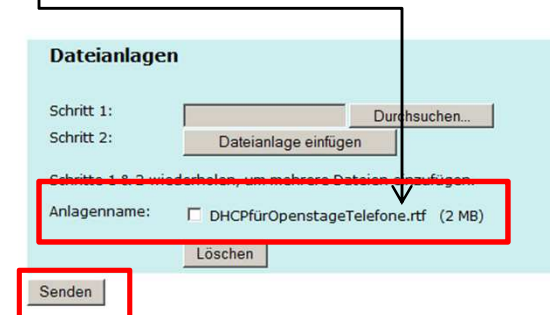 Dateianlagen
Schritt 1: Durchsuchen...
Schritt 2: Dateianlage einfügen
Schritte 1 & 2 wiederholen, um mehrere Dateien einzufügen.
Anlagenname: DHCPfürOpenstageTelefone.rtf (2 MB)
Löschen
Senden